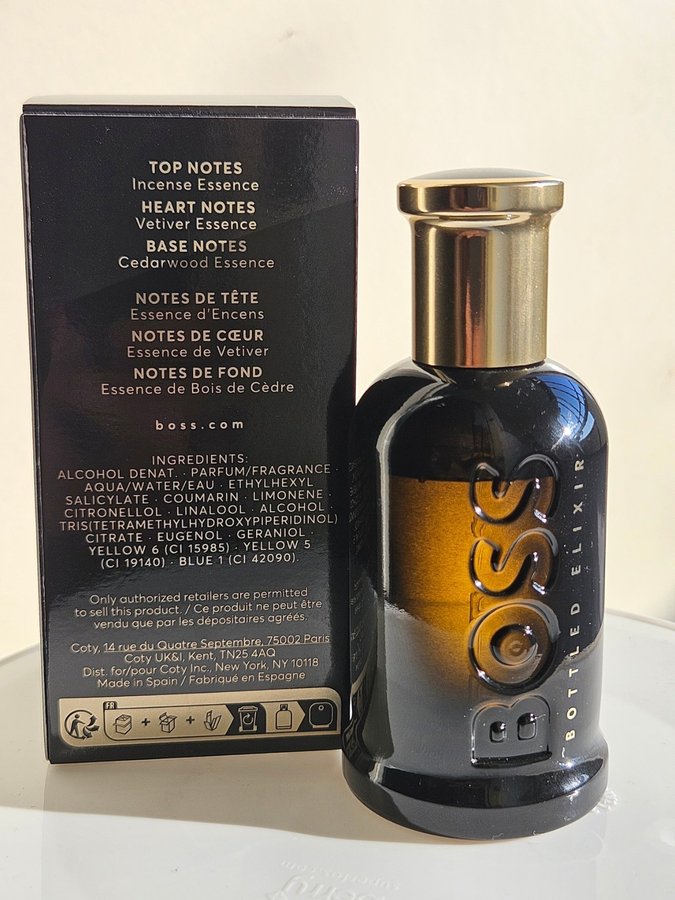 TOP NOTES
Incense Essence
HEART NOTES
Vetiver Essence
BASE NOTES
Cedarwood Essence
NOTES DE TÊTE
Essence d'Encens
NOTES DE CŒUR
Essence de Vetiver
NOTES DE FOND
Essence de Bois de Cèdre
boss.com
INGREDIENTS:
ALCOHOL DENAT. · PARFUM/FRAGRANCE ·
AQUA/WATER/EAU · ETHYLHEXYL
SALICYLATE · COUMARIN · LIMONENE ·
CITRONELLOL · LINALOOL · ALCOHOL ·
TRIS(TETRAMETHYLHYDROXYPIPERIDINOL)
CITRATE · EUGENOL · GERANIOL ·
YELLOW 6 (CI 15985) · YELLOW 5
(CI 19140) · BLUE 1 (CI 42090).
Only authorized retailers are permitted
to sell this product. / Ce produit ne peut être
vendu que par les dépositaires agréés.
Coty, 14 rue du Quatre Septembre, 75002 Paris
Coty UK&I, Kent, TN25 4AQ
Dist. for/pour Coty Inc., New York, NY 10118
Made in Spain / Fabriqué en Espagne
FR
BOSS
BOTTLED ELIXIR